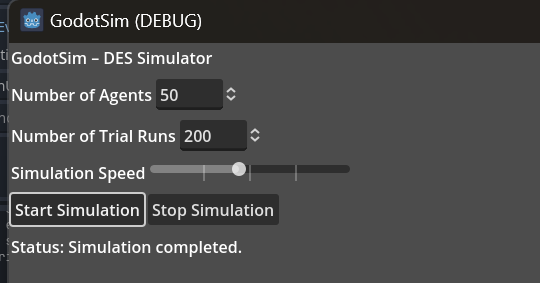 GodotSim (DEBUG)
GodotSim – DES Simulator
Number of Agents 50
Number of Trial Runs 200
Simulation Speed
Start Simulation Stop Simulation
Status: Simulation completed.